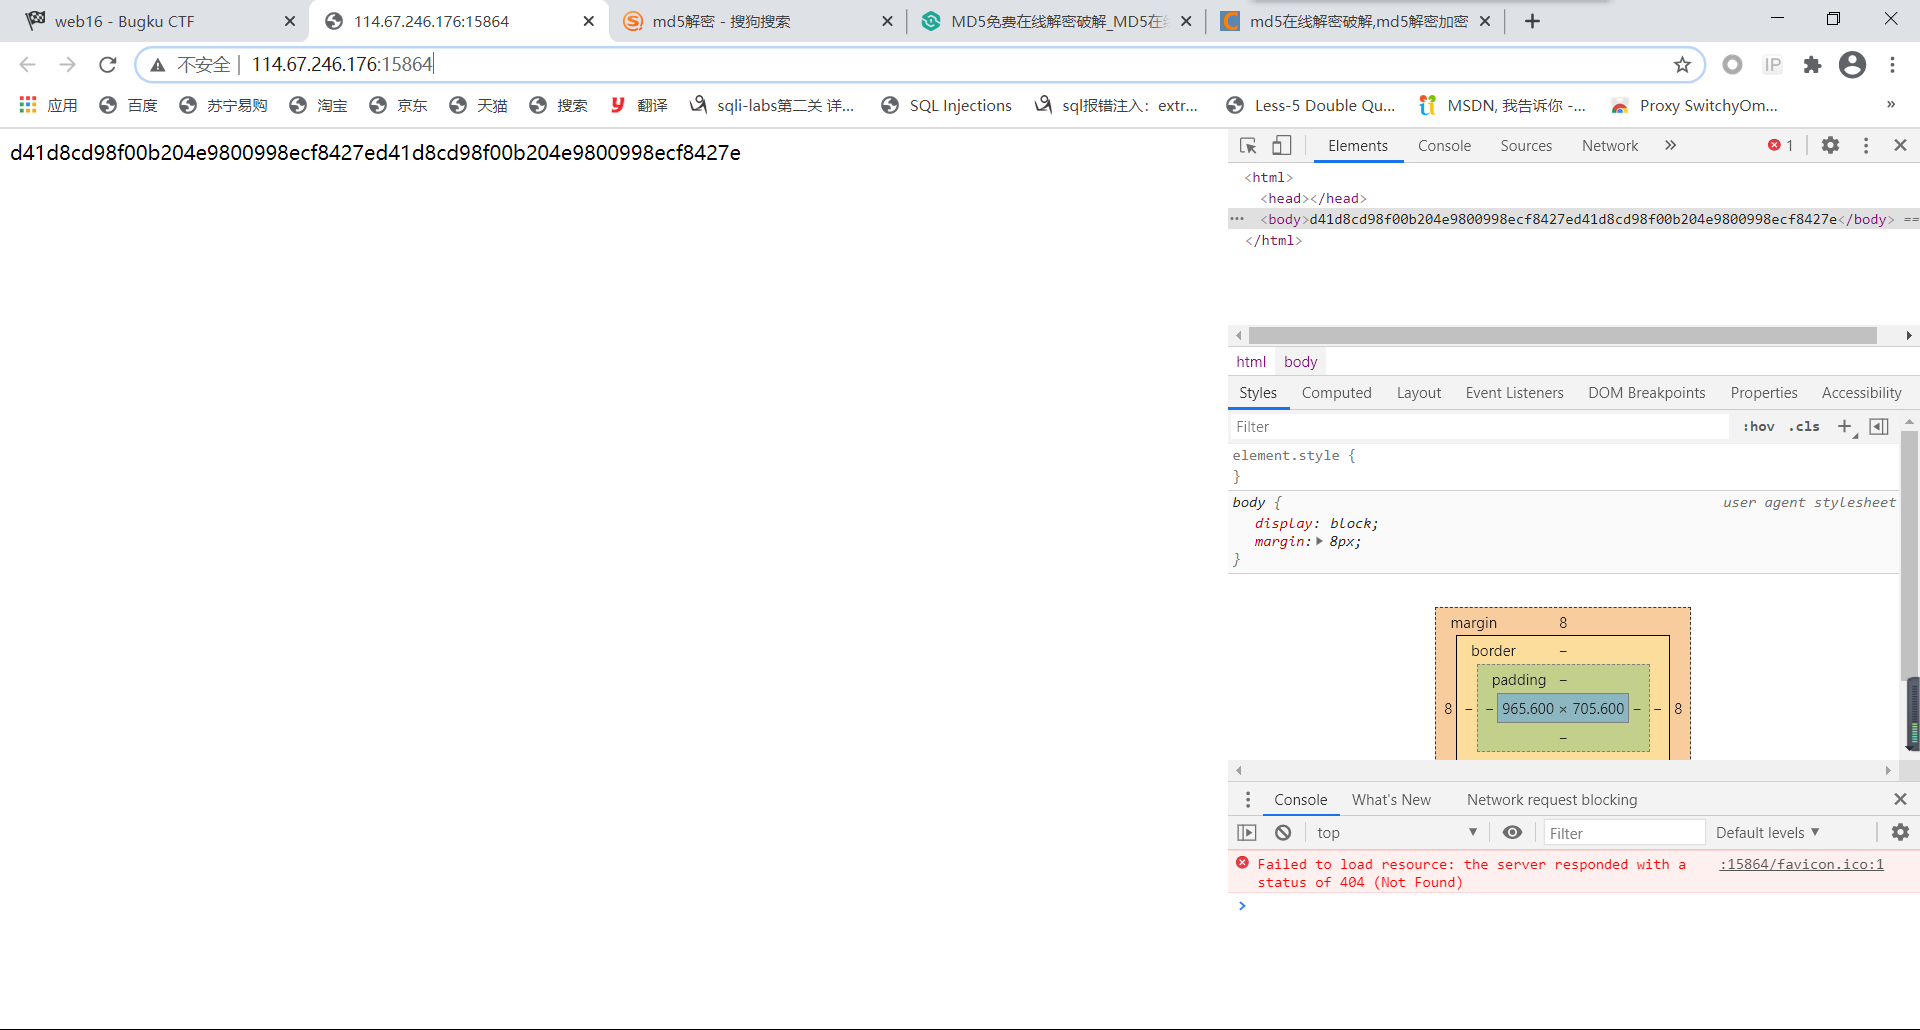 web16 - Bugku CTF
114.67.246.176:15864
md5解密 - 搜狗搜索
MD5免费在线解密破解_MD5在
md5在线解密破解,md5解密加密
不安全 | 114.67.246.176:15864
IP
应用 百度 苏宁易购 淘宝 京东 天猫 搜索 翻译 sqli-labs第二关 详... SQL Injections sql报错注入：extr... Less-5 Double Qu... MSDN, 我告诉你 -... Proxy SwitchyOm... »
d41d8cd98f00b204e9800998ecf8427ed41d8cd98f00b204e9800998ecf8427e
Elements Console Sources Network » 1
<html>
<head></head>
<body>d41d8cd98f00b204e9800998ecf8427ed41d8cd98f00b204e9800998ecf8427e</body> ==
</html>
html body
Styles Computed Layout Event Listeners DOM Breakpoints Properties Accessibility
Filter :hov .cls +
element.style {
}
body { user agent stylesheet
display: block;
margin: 8px;
}
margin 8
border –
padding –
8 – – 965.600 × 705.600 – – 8
–
Console What's New Network request blocking
top Filter Default levels
Failed to load resource: the server responded with a :15864/favicon.ico:1
status of 404 (Not Found)
>